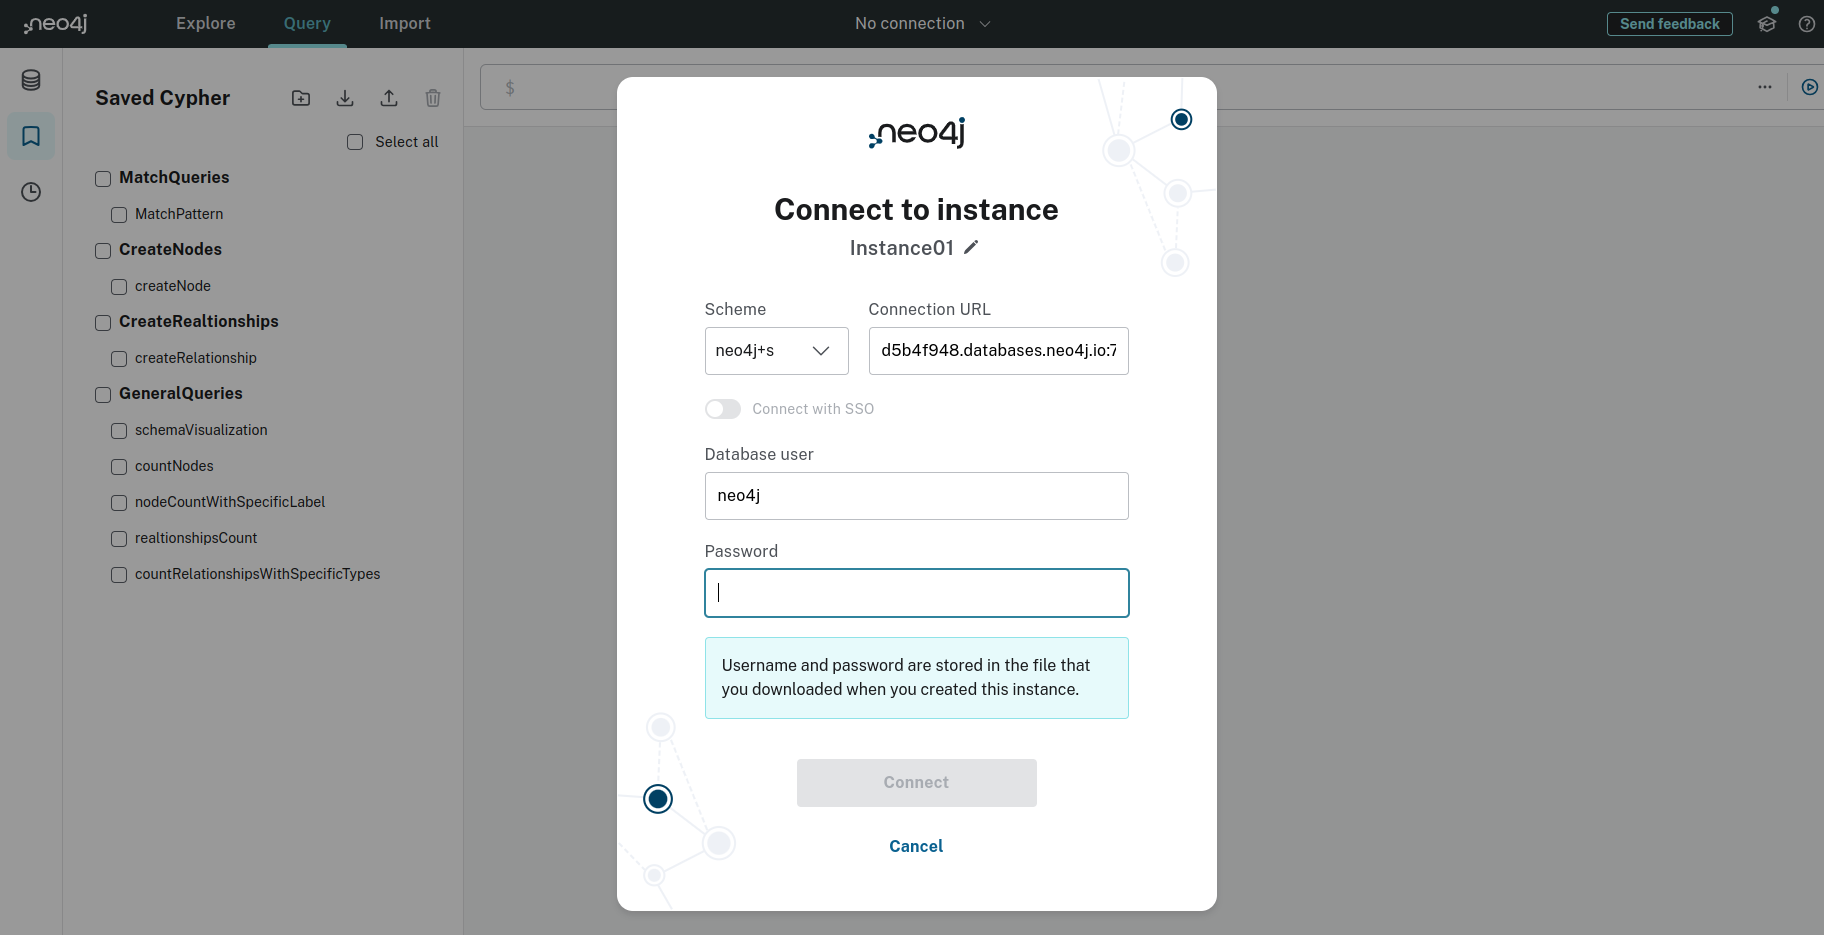 neo4j
Explore
Query
Import
No connection
Send feedback
Saved Cypher
Select all
MatchQueries
MatchPattern
CreateNodes
createNode
CreateRealtionships
createRelationship
GeneralQueries
schemaVisualization
countNodes
nodeCountWithSpecificLabel
realtionshipsCount
countRelationshipsWithSpecificTypes
$
neo4j
Connect to instance
Instance01
Scheme
Connection URL
neo4j+s
d5b4f948.databases.neo4j.io:7
Connect with SSO
Database user
neo4j
Password
Username and password are stored in the file that
you downloaded when you created this instance.
Connect
Cancel